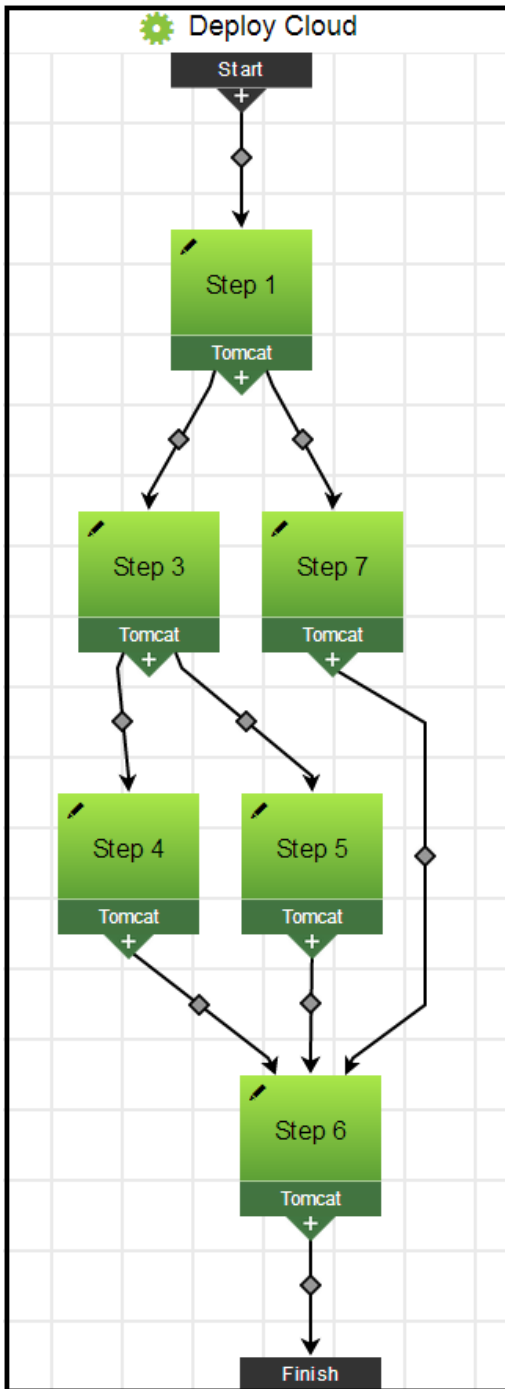 Deploy Cloud
Start
+
Step 1
Tomcat
+
Step 3
Step 7
Tomcat
Tomcat
+
+
Step 4
Step 5
Tomcat
Tomcat
+
+
Step 6
Tomcat
+
Finish